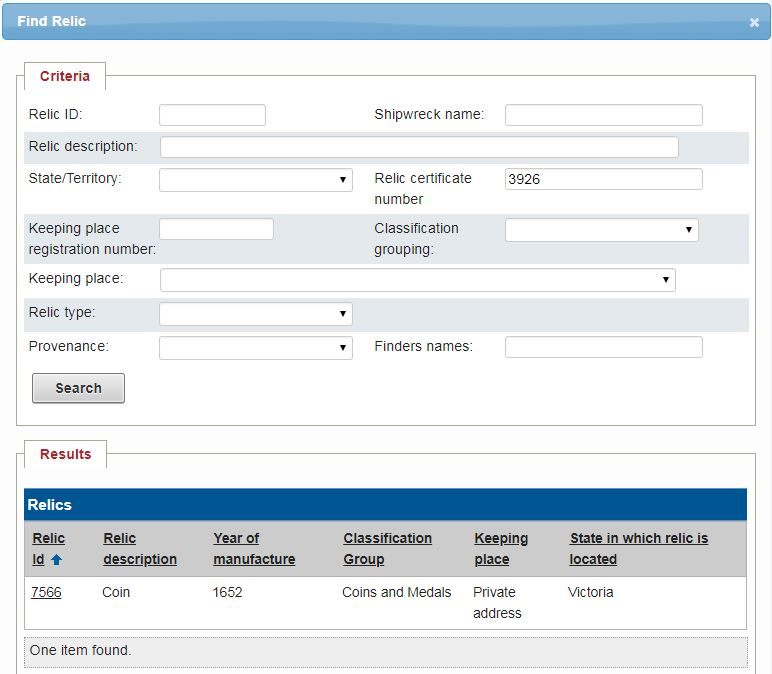 Find Relic
×
Criteria
Relic ID:
Shipwreck name:
Relic description:
State/Territory:
Relic certificate
number
3926
Keeping place
registration number:
Classification
grouping:
Keeping place:
Relic type:
Provenance:
Finders names:
Search
Results
Relics
Relic
Id
Relic
description
Year of
manufacture
Classification
Group
Keeping
place
State in which relic is
located
7566
Coin
1652
Coins and Medals
Private
address
Victoria
One item found.